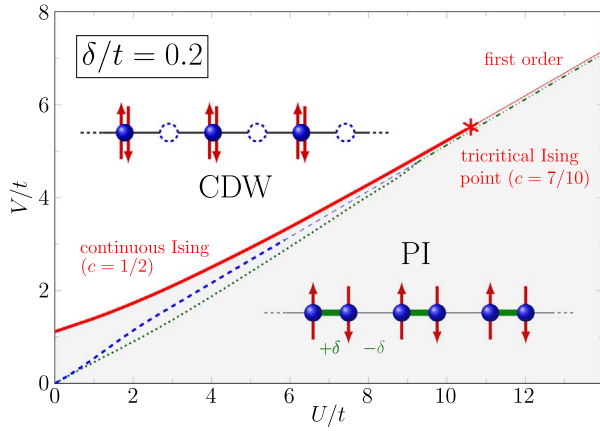 δ/t = 0.2
first order
tricritical Ising
point (c = 7/10)
CDW
continuous Ising
(c = 1/2)
PI
+δ −δ
V/t
8
6
4
2
0
0 2 4 6 8 10 12
U/t